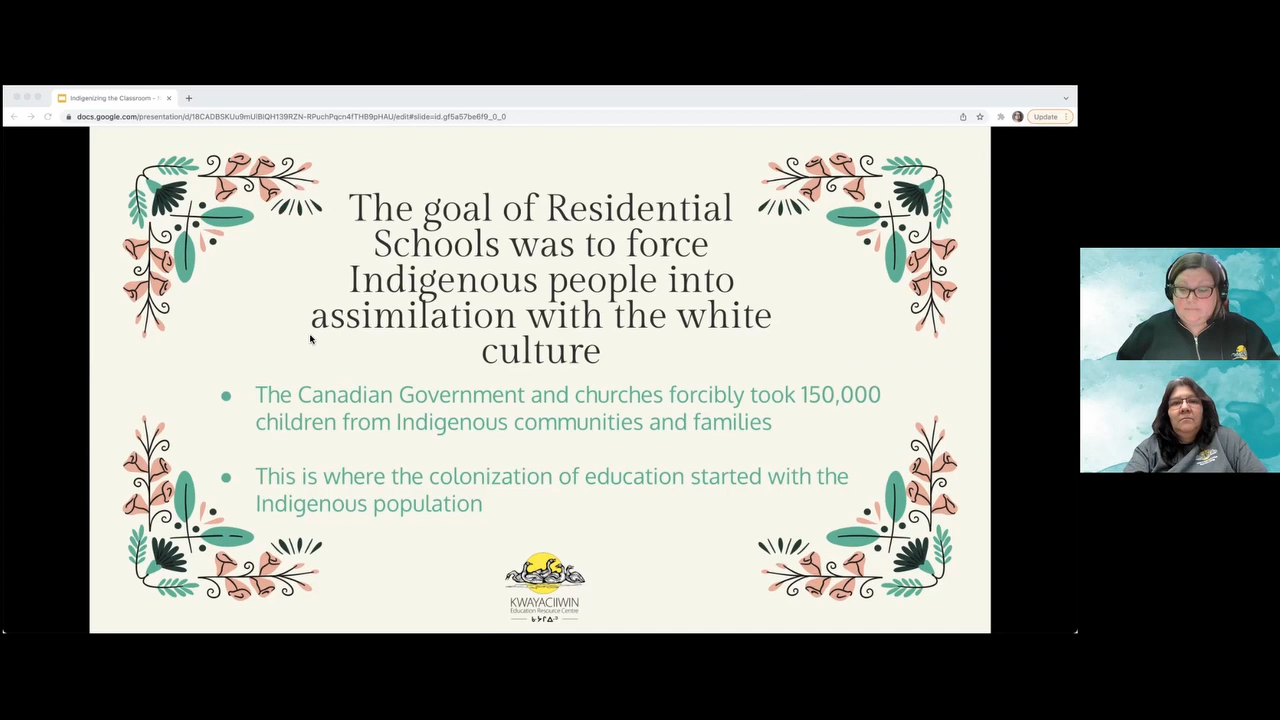 Indigenizing the Classroom -
docs.google.com/presentation/d/18CADBSKUu9mUIBIQH139RZN-RPuchPqcn4fTHB9pHAU/edit#slide=id.gf5a57be6f9_0_0
Update
The goal of Residential
Schools was to force
Indigenous people into
assimilation with the white
culture
● The Canadian Government and churches forcibly took 150,000
children from Indigenous communities and families
● This is where the colonization of education started with the
Indigenous population
KWAYACIIWIN
Education Resource Centre